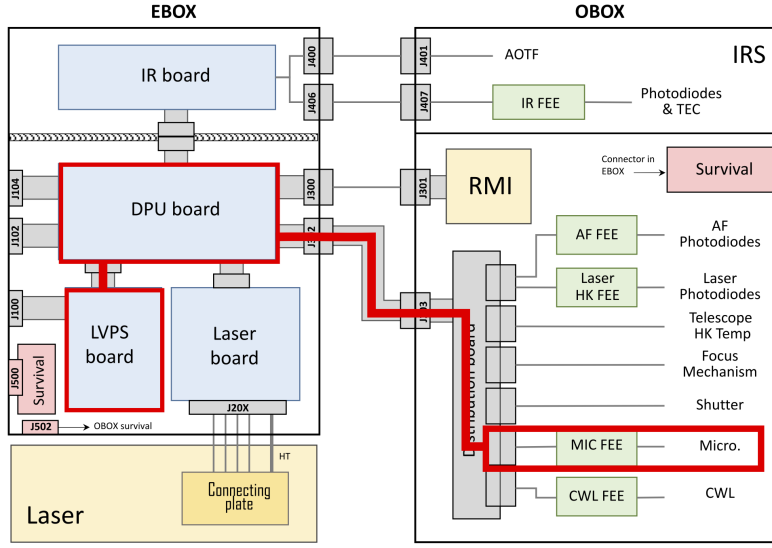 EBOX
OBOX
IR board
J400
J401
AOTF
IRS
J406
J407
IR FEE
Photodiodes
& TEC
J104
DPU board
J300
J301
RMI
Connector in
EBOX
Survival
J102
AF FEE
AF
Photodiodes
J100
LVPS
board
Laser
board
Laser
HK FEE
Laser
Photodiodes
Telescope
HK Temp
J500
Survival
Focus
Mechanism
Shutter
J20X
J502
OBOX survival
board
MIC FEE
Micro.
HT
Connecting
plate
CWL FEE
CWL
Laser